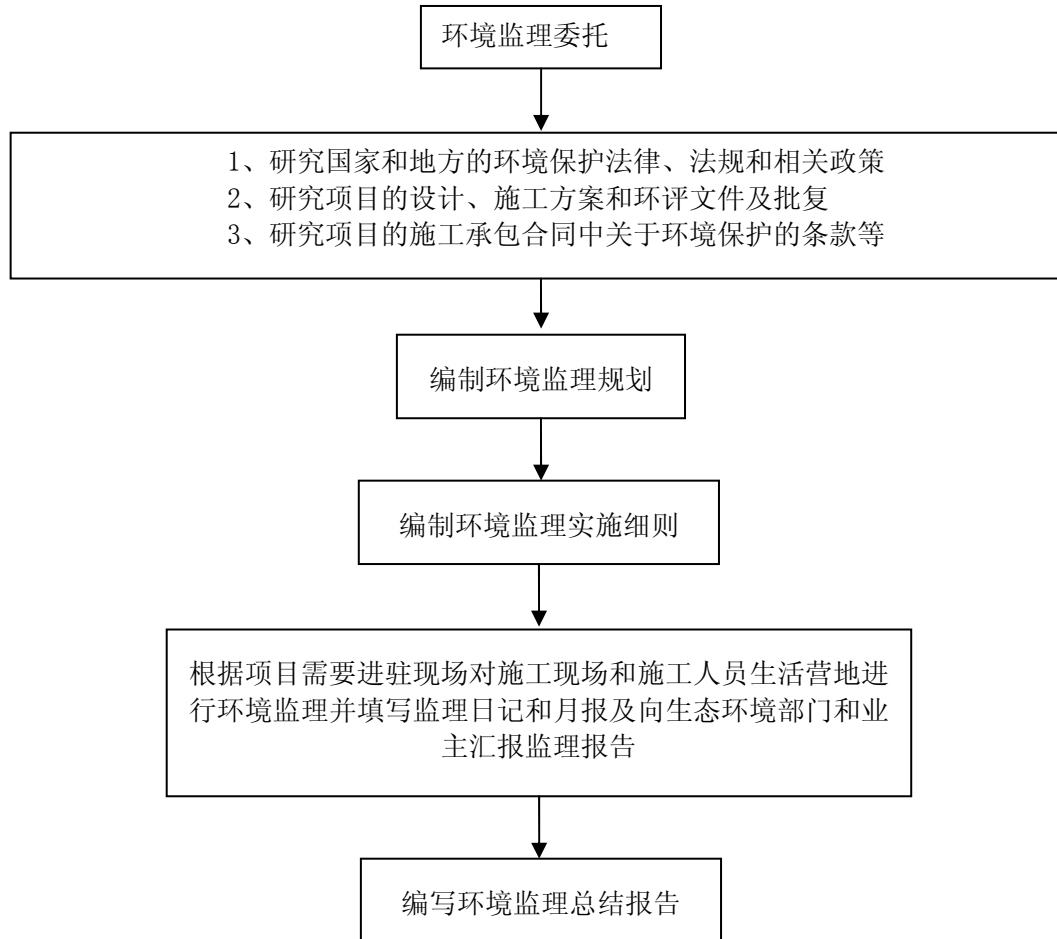 环境监理委托
1、研究国家和地方的环境保护法律、法规和相关政策
2、研究项目的设计、施工方案和环评文件及批复
3、研究项目的施工承包合同中关于环境保护的条款等
编制环境监理规划
编制环境监理实施细则
根据项目需要进驻现场对施工现场和施工人员生活营地进
行环境监理并填写监理日记和月报及向生态环境部门和业
主汇报监理报告
编写环境监理总结报告